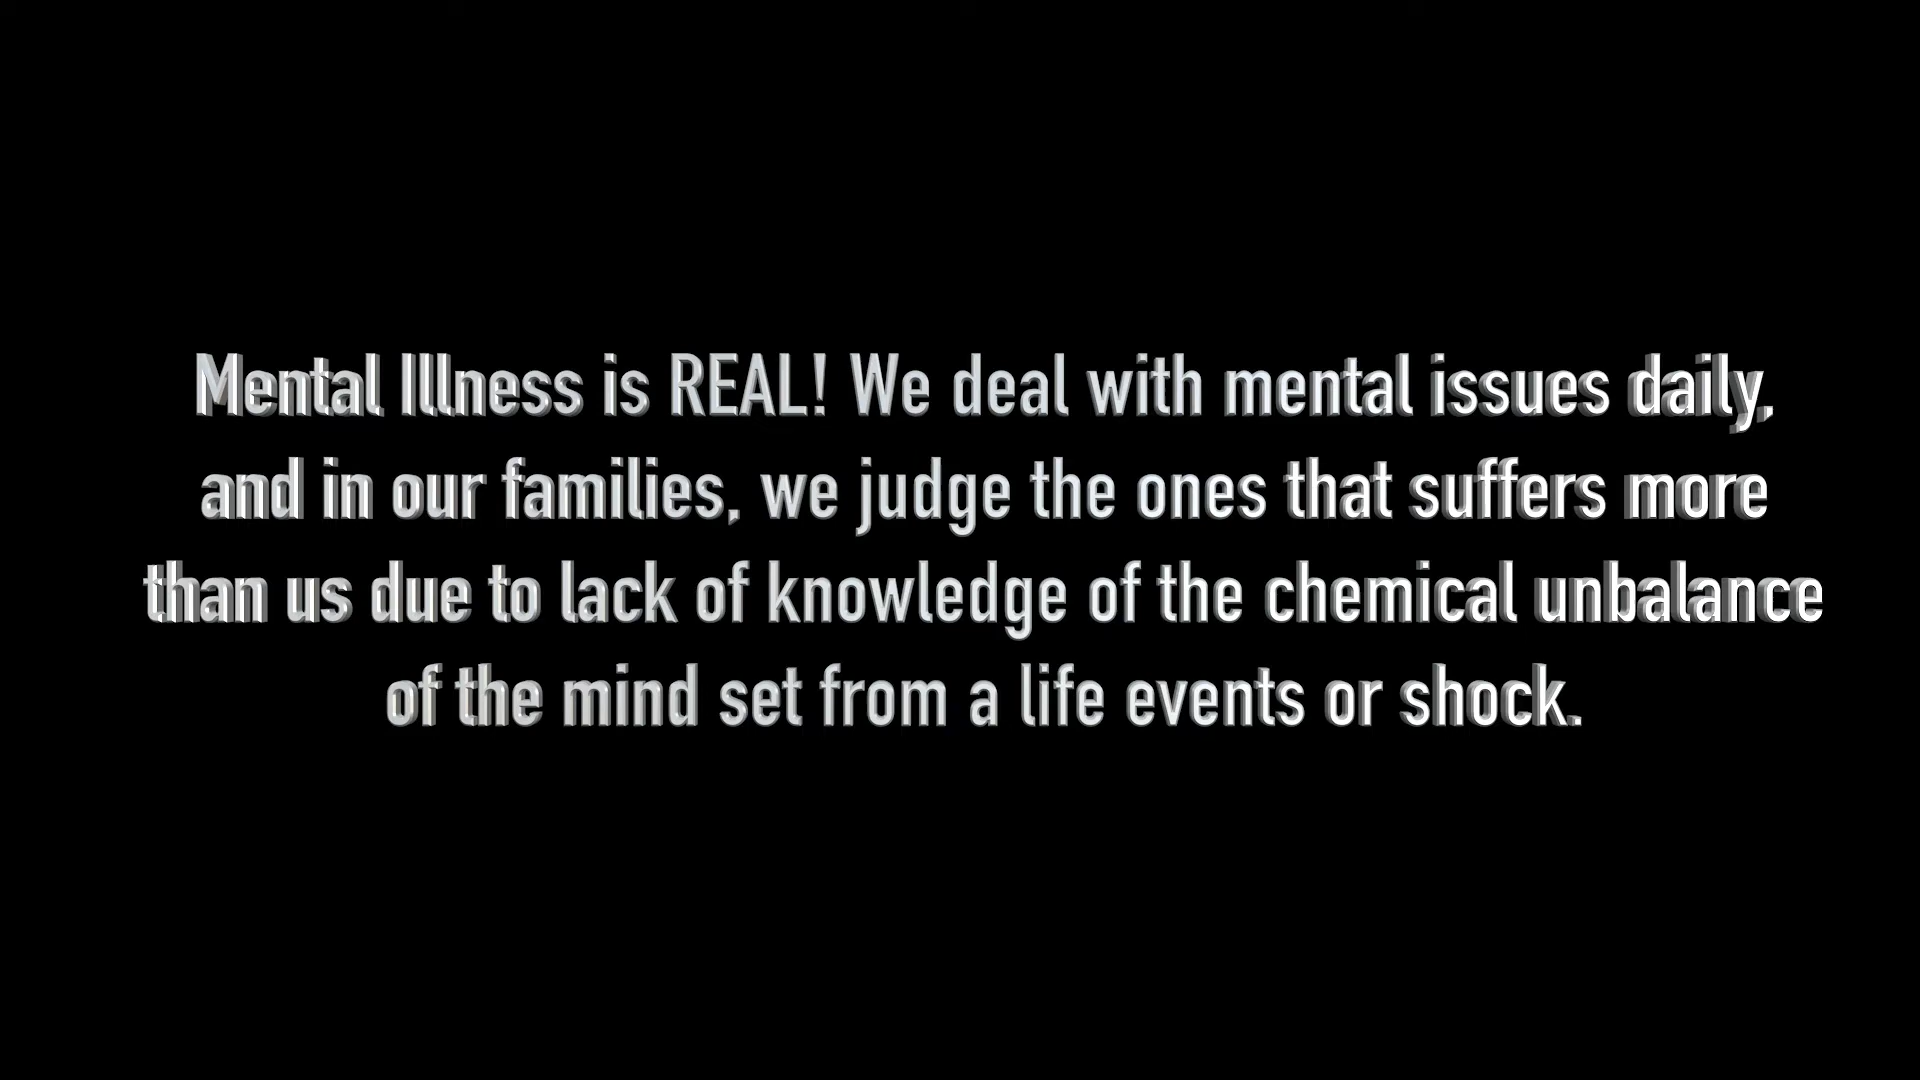 Mental Illness is REAL! We deal with mental issues daily,
and in our families, we judge the ones that suffers more
than us due to lack of knowledge of the chemical unbalance
of the mind set from a life events or shock.